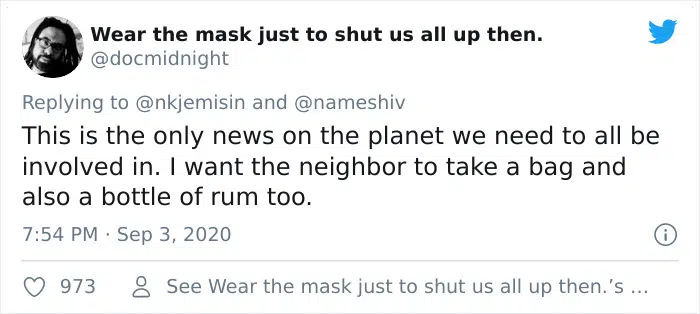 Wear the mask just to shut us all up then.
@docmidnight
Replying to @nkjemisin and @nameshiv
This is the only news on the planet we need to all be
involved in. I want the neighbor to take a bag and
also a bottle of rum too.
7:54 PM · Sep 3, 2020
973 See Wear the mask just to shut us all up then.’s ...